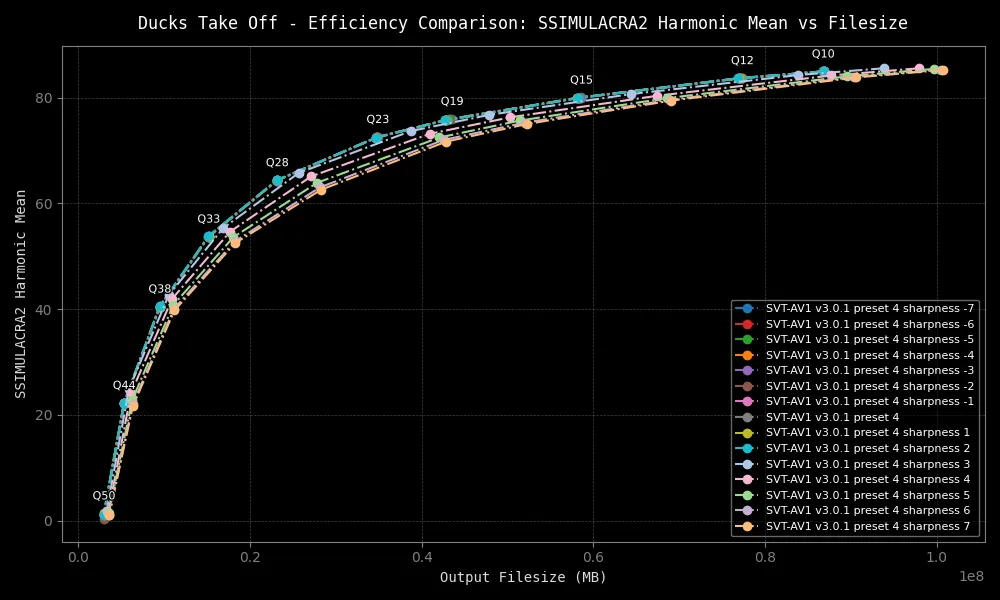 Ducks Take Off - Efficiency Comparison: SSIMULACRA2 Harmonic Mean vs Filesize
SSIMULACRA2 Harmonic Mean
80
60
40
20
0
Q10
Q12
Q15
Q19
Q23
Q28
Q33
Q38
Q44
Q50
SVT-AV1 v3.0.1 preset 4 sharpness -7
SVT-AV1 v3.0.1 preset 4 sharpness -6
SVT-AV1 v3.0.1 preset 4 sharpness -5
SVT-AV1 v3.0.1 preset 4 sharpness -4
SVT-AV1 v3.0.1 preset 4 sharpness -3
SVT-AV1 v3.0.1 preset 4 sharpness -2
SVT-AV1 v3.0.1 preset 4 sharpness -1
SVT-AV1 v3.0.1 preset 4
SVT-AV1 v3.0.1 preset 4 sharpness 1
SVT-AV1 v3.0.1 preset 4 sharpness 2
SVT-AV1 v3.0.1 preset 4 sharpness 3
SVT-AV1 v3.0.1 preset 4 sharpness 4
SVT-AV1 v3.0.1 preset 4 sharpness 5
SVT-AV1 v3.0.1 preset 4 sharpness 6
SVT-AV1 v3.0.1 preset 4 sharpness 7
0.0 0.2 0.4 0.6 0.8 1.0
1e8
Output Filesize (MB)